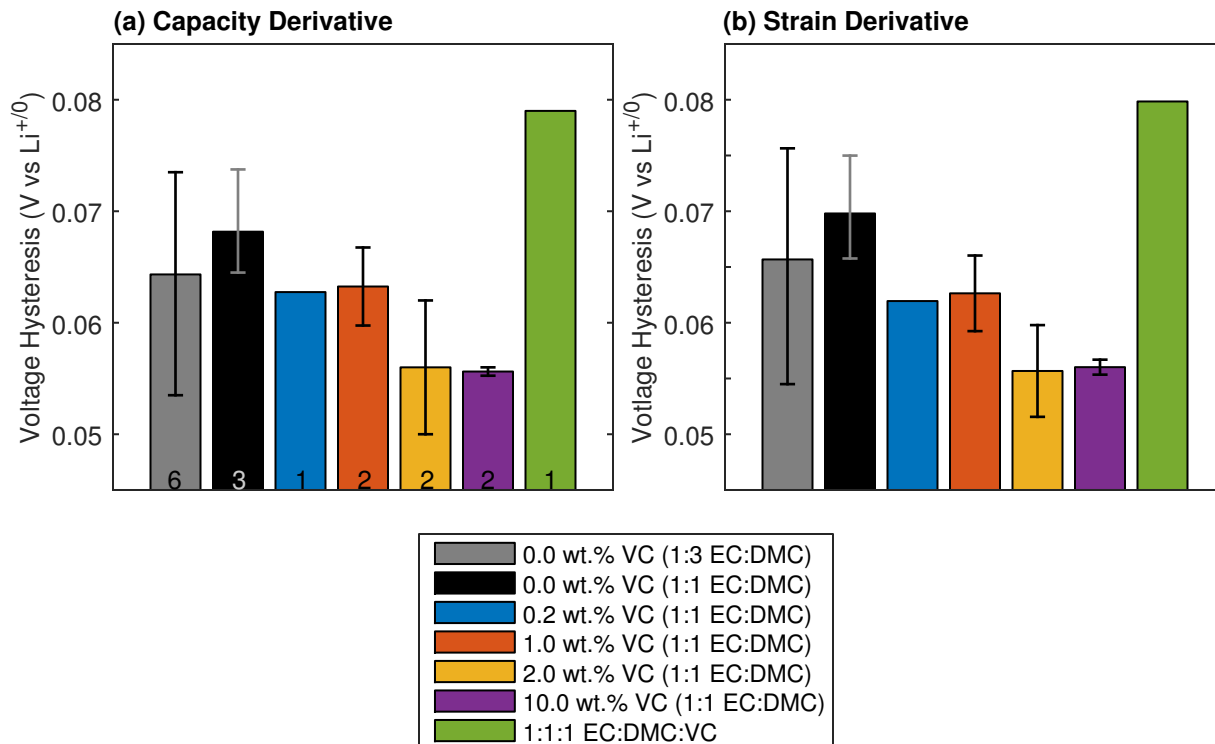 (a) Capacity Derivative
(b) Strain Derivative
Voltage Hysteresis (V vs Li+/0)
0.08
0.07
0.06
0.05
6 3 1 2 2 2 1
Votlage Hysteresis (V vs Li+/0)
0.08
0.07
0.06
0.05
0.0 wt.% VC (1:3 EC:DMC)
0.0 wt.% VC (1:1 EC:DMC)
0.2 wt.% VC (1:1 EC:DMC)
1.0 wt.% VC (1:1 EC:DMC)
2.0 wt.% VC (1:1 EC:DMC)
10.0 wt.% VC (1:1 EC:DMC)
1:1:1 EC:DMC:VC